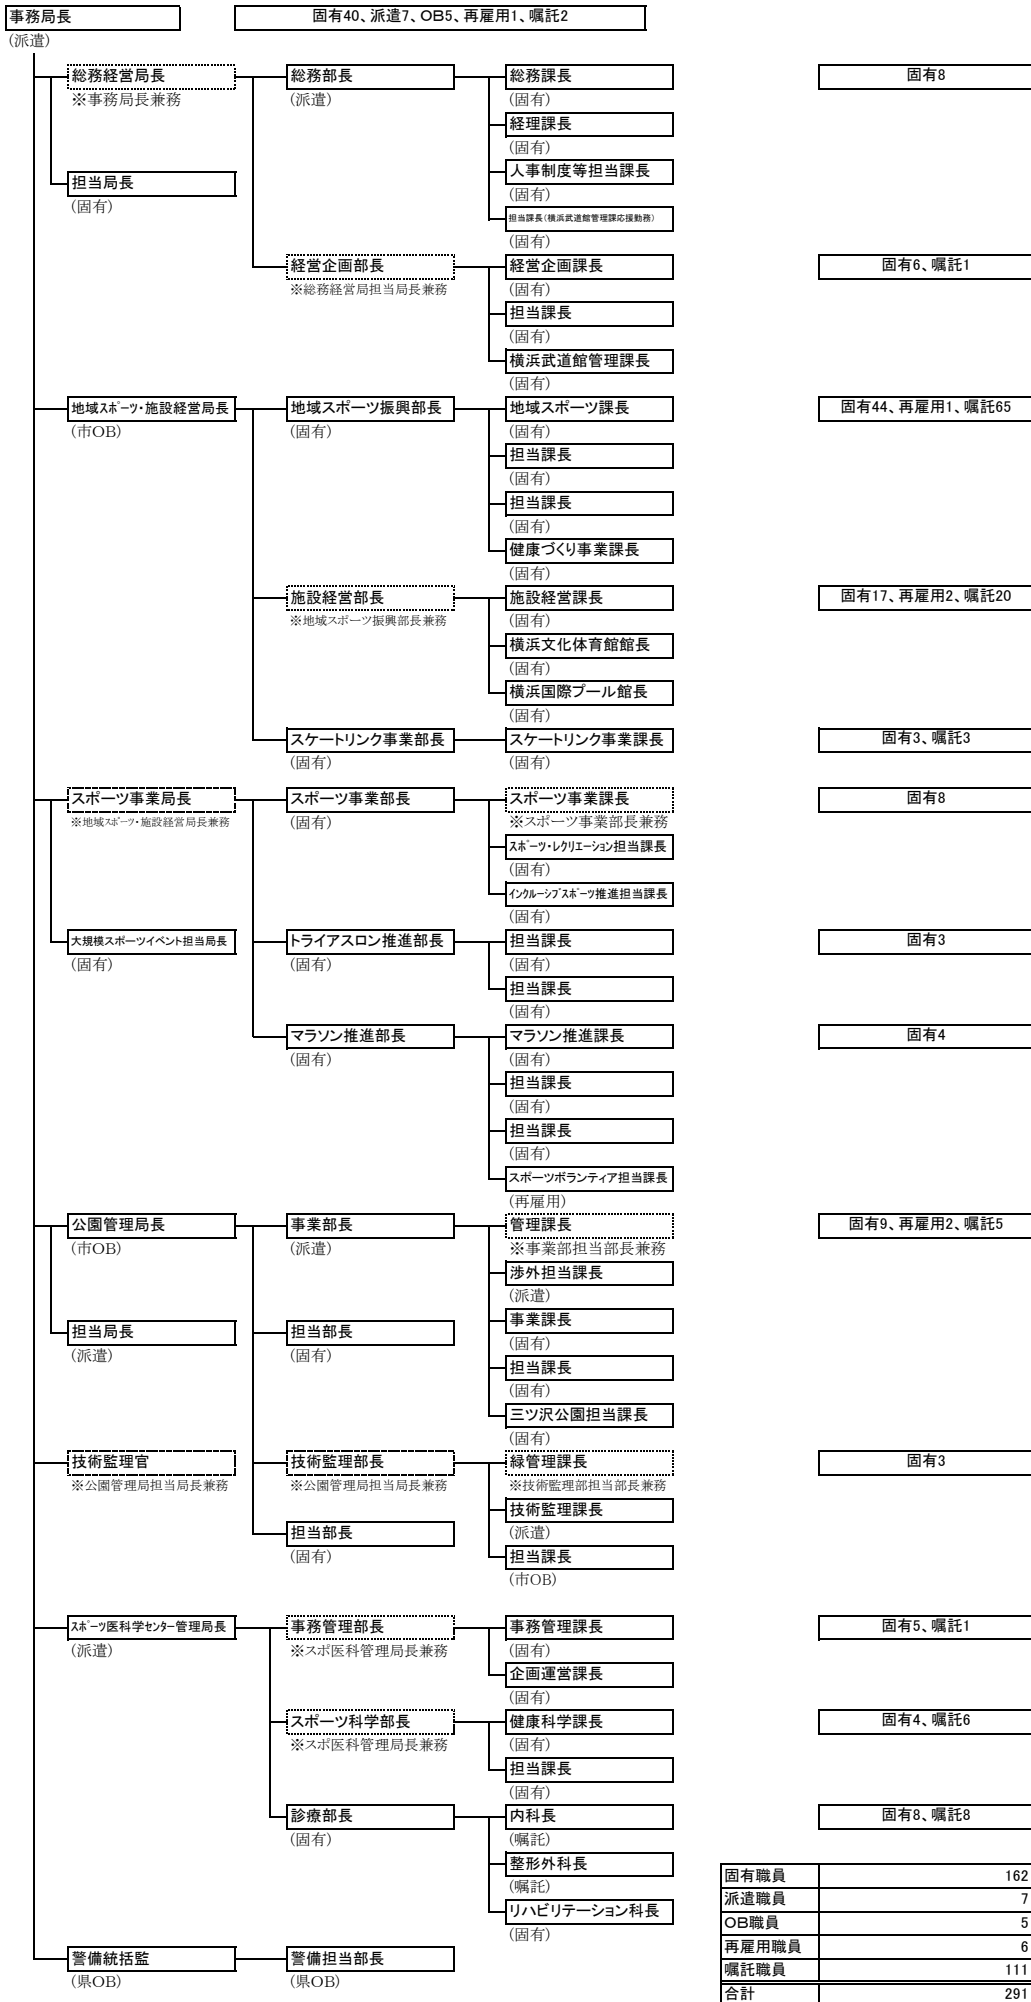 事務局長
固有40、派遣7、OB5、再雇用1、嘱託2
(派遣)
総務経営局長
総務部長
総務課長
固有8
※事務局長兼務
(派遣)
(固有)
経理課長
(固有)
担当局長
人事制度等担当課長
(固有)
(固有)
担当課長(横浜武道館管理課応援勤務)
(固有)
経営企画部長
経営企画課長
固有6、嘱託1
※総務経営局担当局長兼務
(固有)
担当課長
(固有)
横浜武道館管理課長
(固有)
地域スポーツ・施設経営局長
地域スポーツ振興部長
地域スポーツ課長
固有44、再雇用1、嘱託65
(市OB)
(固有)
(固有)
担当課長
(固有)
担当課長
(固有)
健康づくり事業課長
(固有)
施設経営部長
施設経営課長
固有17、再雇用2、嘱託20
※地域スポーツ振興部長兼務
(固有)
横浜文化体育館館長
(固有)
横浜国際プール館長
(固有)
スケートリンク事業部長
スケートリンク事業課長
固有3、嘱託3
(固有)
(固有)
スポーツ事業局長
スポーツ事業部長
スポーツ事業課長
固有8
※地域スポーツ・施設経営局長兼務
(固有)
※スポーツ事業部長兼務
スポーツ・レクリエーション担当課長
(固有)
インクルーシブスポーツ推進担当課長
(固有)
大規模スポーツイベント担当局長
トライアスロン推進部長
担当課長
固有3
(固有)
(固有)
(固有)
担当課長
(固有)
マラソン推進部長
マラソン推進課長
固有4
(固有)
(固有)
担当課長
(固有)
担当課長
(固有)
スポーツボランティア担当課長
(再雇用)
公園管理局長
事業部長
管理課長
固有9、再雇用2、嘱託5
(市OB)
(派遣)
※事業部担当部長兼務
渉外担当課長
(派遣)
担当局長
担当部長
事業課長
(派遣)
(固有)
(固有)
担当課長
(固有)
三ツ沢公園担当課長
(固有)
技術監理官
技術監理部長
緑管理課長
固有3
※公園管理局担当局長兼務
※公園管理局担当局長兼務
※技術監理部担当部長兼務
技術監理課長
担当部長
(派遣)
(固有)
担当課長
(市OB)
スポーツ医科学センター管理局長
事務管理部長
事務管理課長
固有5、嘱託1
(派遣)
※スポ医科管理局長兼務
(固有)
企画運営課長
(固有)
スポーツ科学部長
健康科学課長
固有4、嘱託6
※スポ医科管理局長兼務
(固有)
担当課長
(固有)
診療部長
内科長
固有8、嘱託8
(固有)
(嘱託)
整形外科長
(嘱託)
リハビリテーション科長
(固有)
警備統括監
警備担当部長
(県OB)
(県OB)
固有職員 162
派遣職員 7
OB職員 5
再雇用職員 6
嘱託職員 111
合計 291